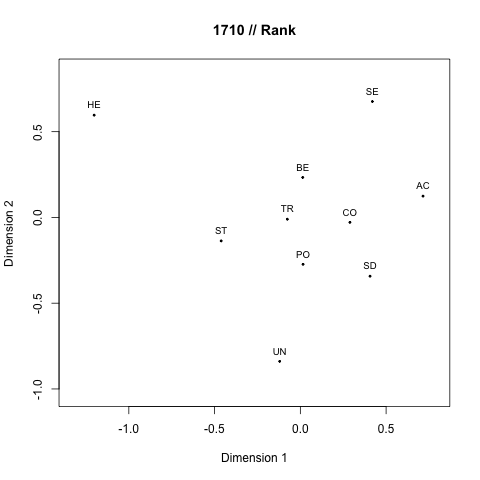 1710 // Rank
SE
HE
BE
AC
TR
CO
ST
PO
SD
UN
0.5
0.0
-0.5
-1.0
Dimension 2
-1.0
-0.5
0.0
0.5
Dimension 1